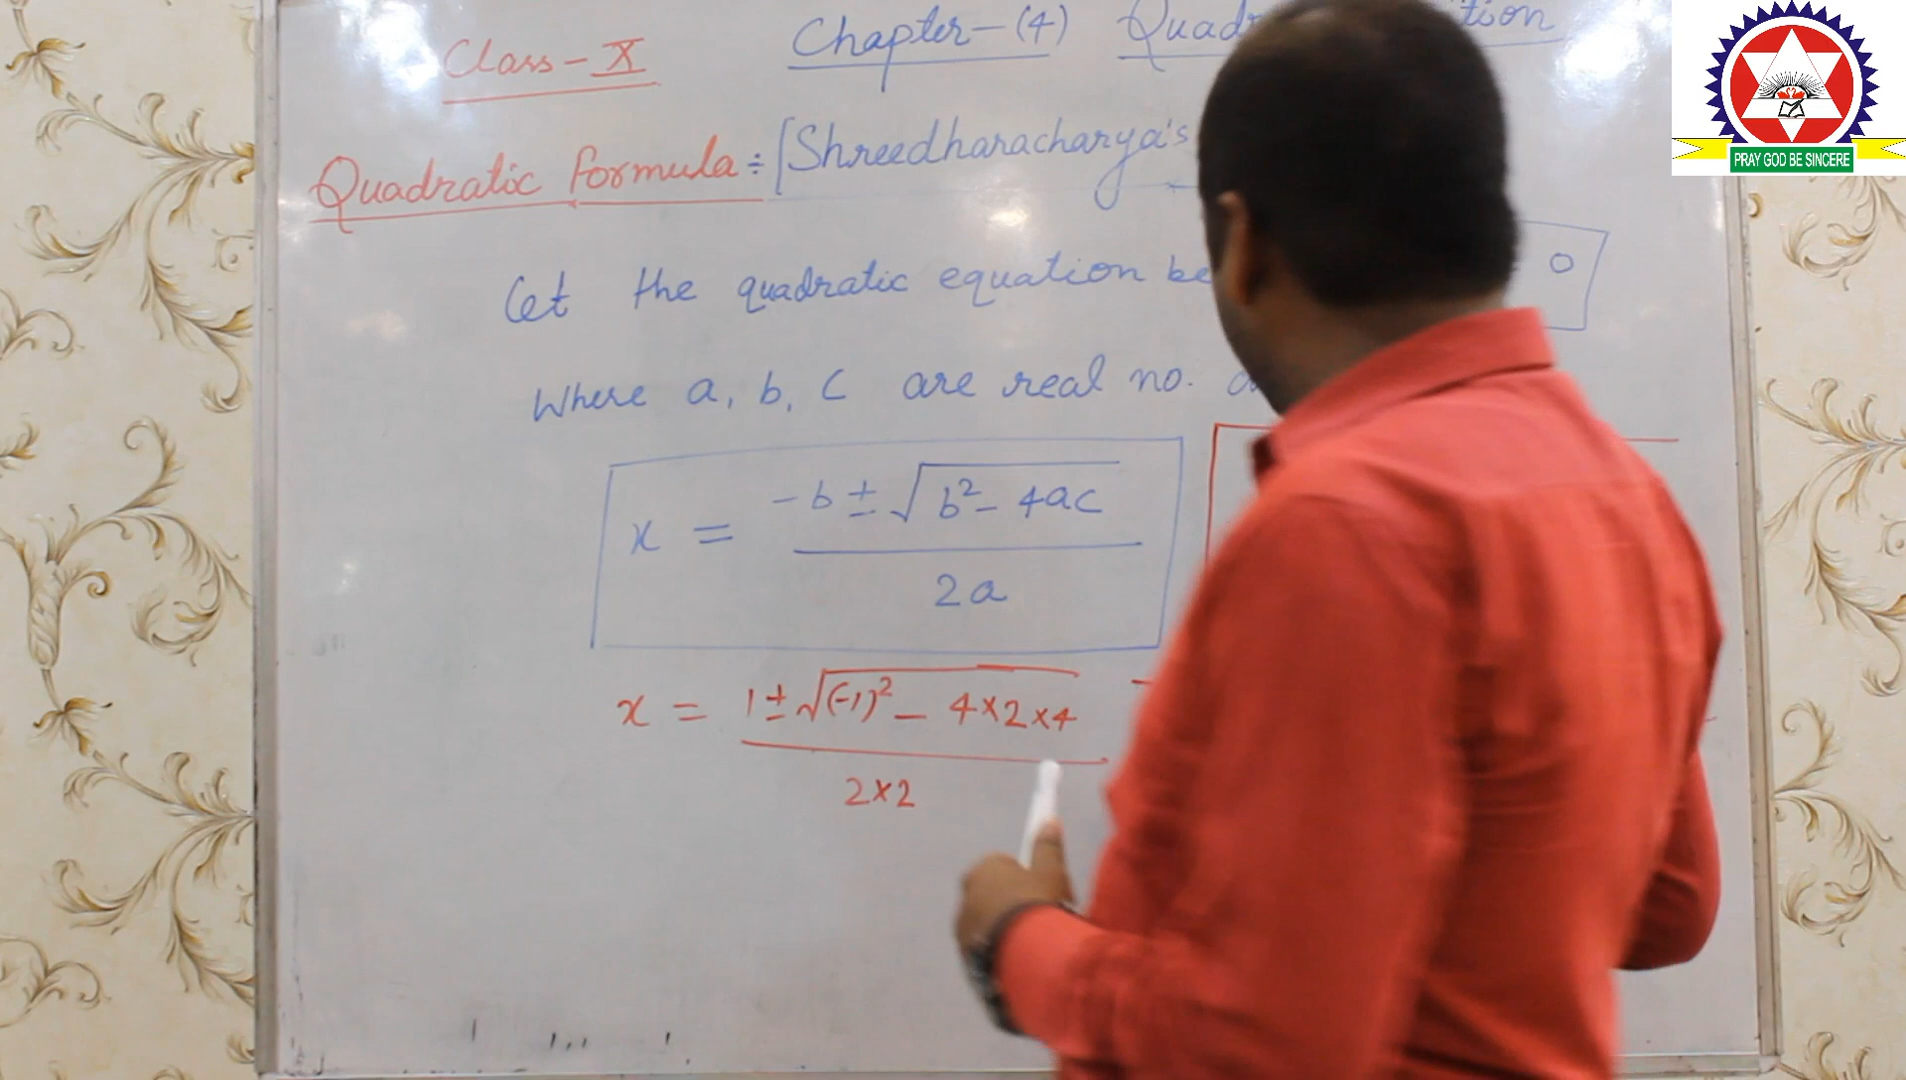 Class - X
Chapter - (4) Quad tion
Quadratic formula ÷ [Shreedharacharya's
Let the quadratic equation be 0
Where a, b, c are real no.
x = -b ± √b² - 4ac
2a
x = 1 ± √(-1)² - 4×2×4
2×2
PRAY GOD BE SINCERE